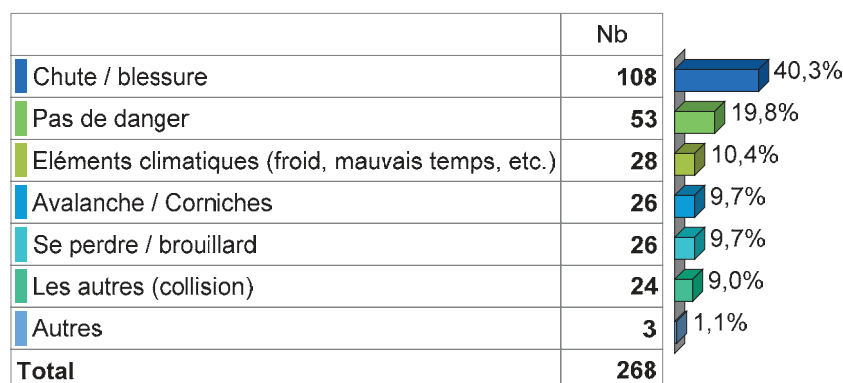 Nb
Chute / blessure 108 40,3%
Pas de danger 53 19,8%
Eléments climatiques (froid, mauvais temps, etc.) 28 10,4%
Avalanche / Corniches 26 9,7%
Se perdre / brouillard 26 9,7%
Les autres (collision) 24 9,0%
Autres 3 1,1%
Total 268